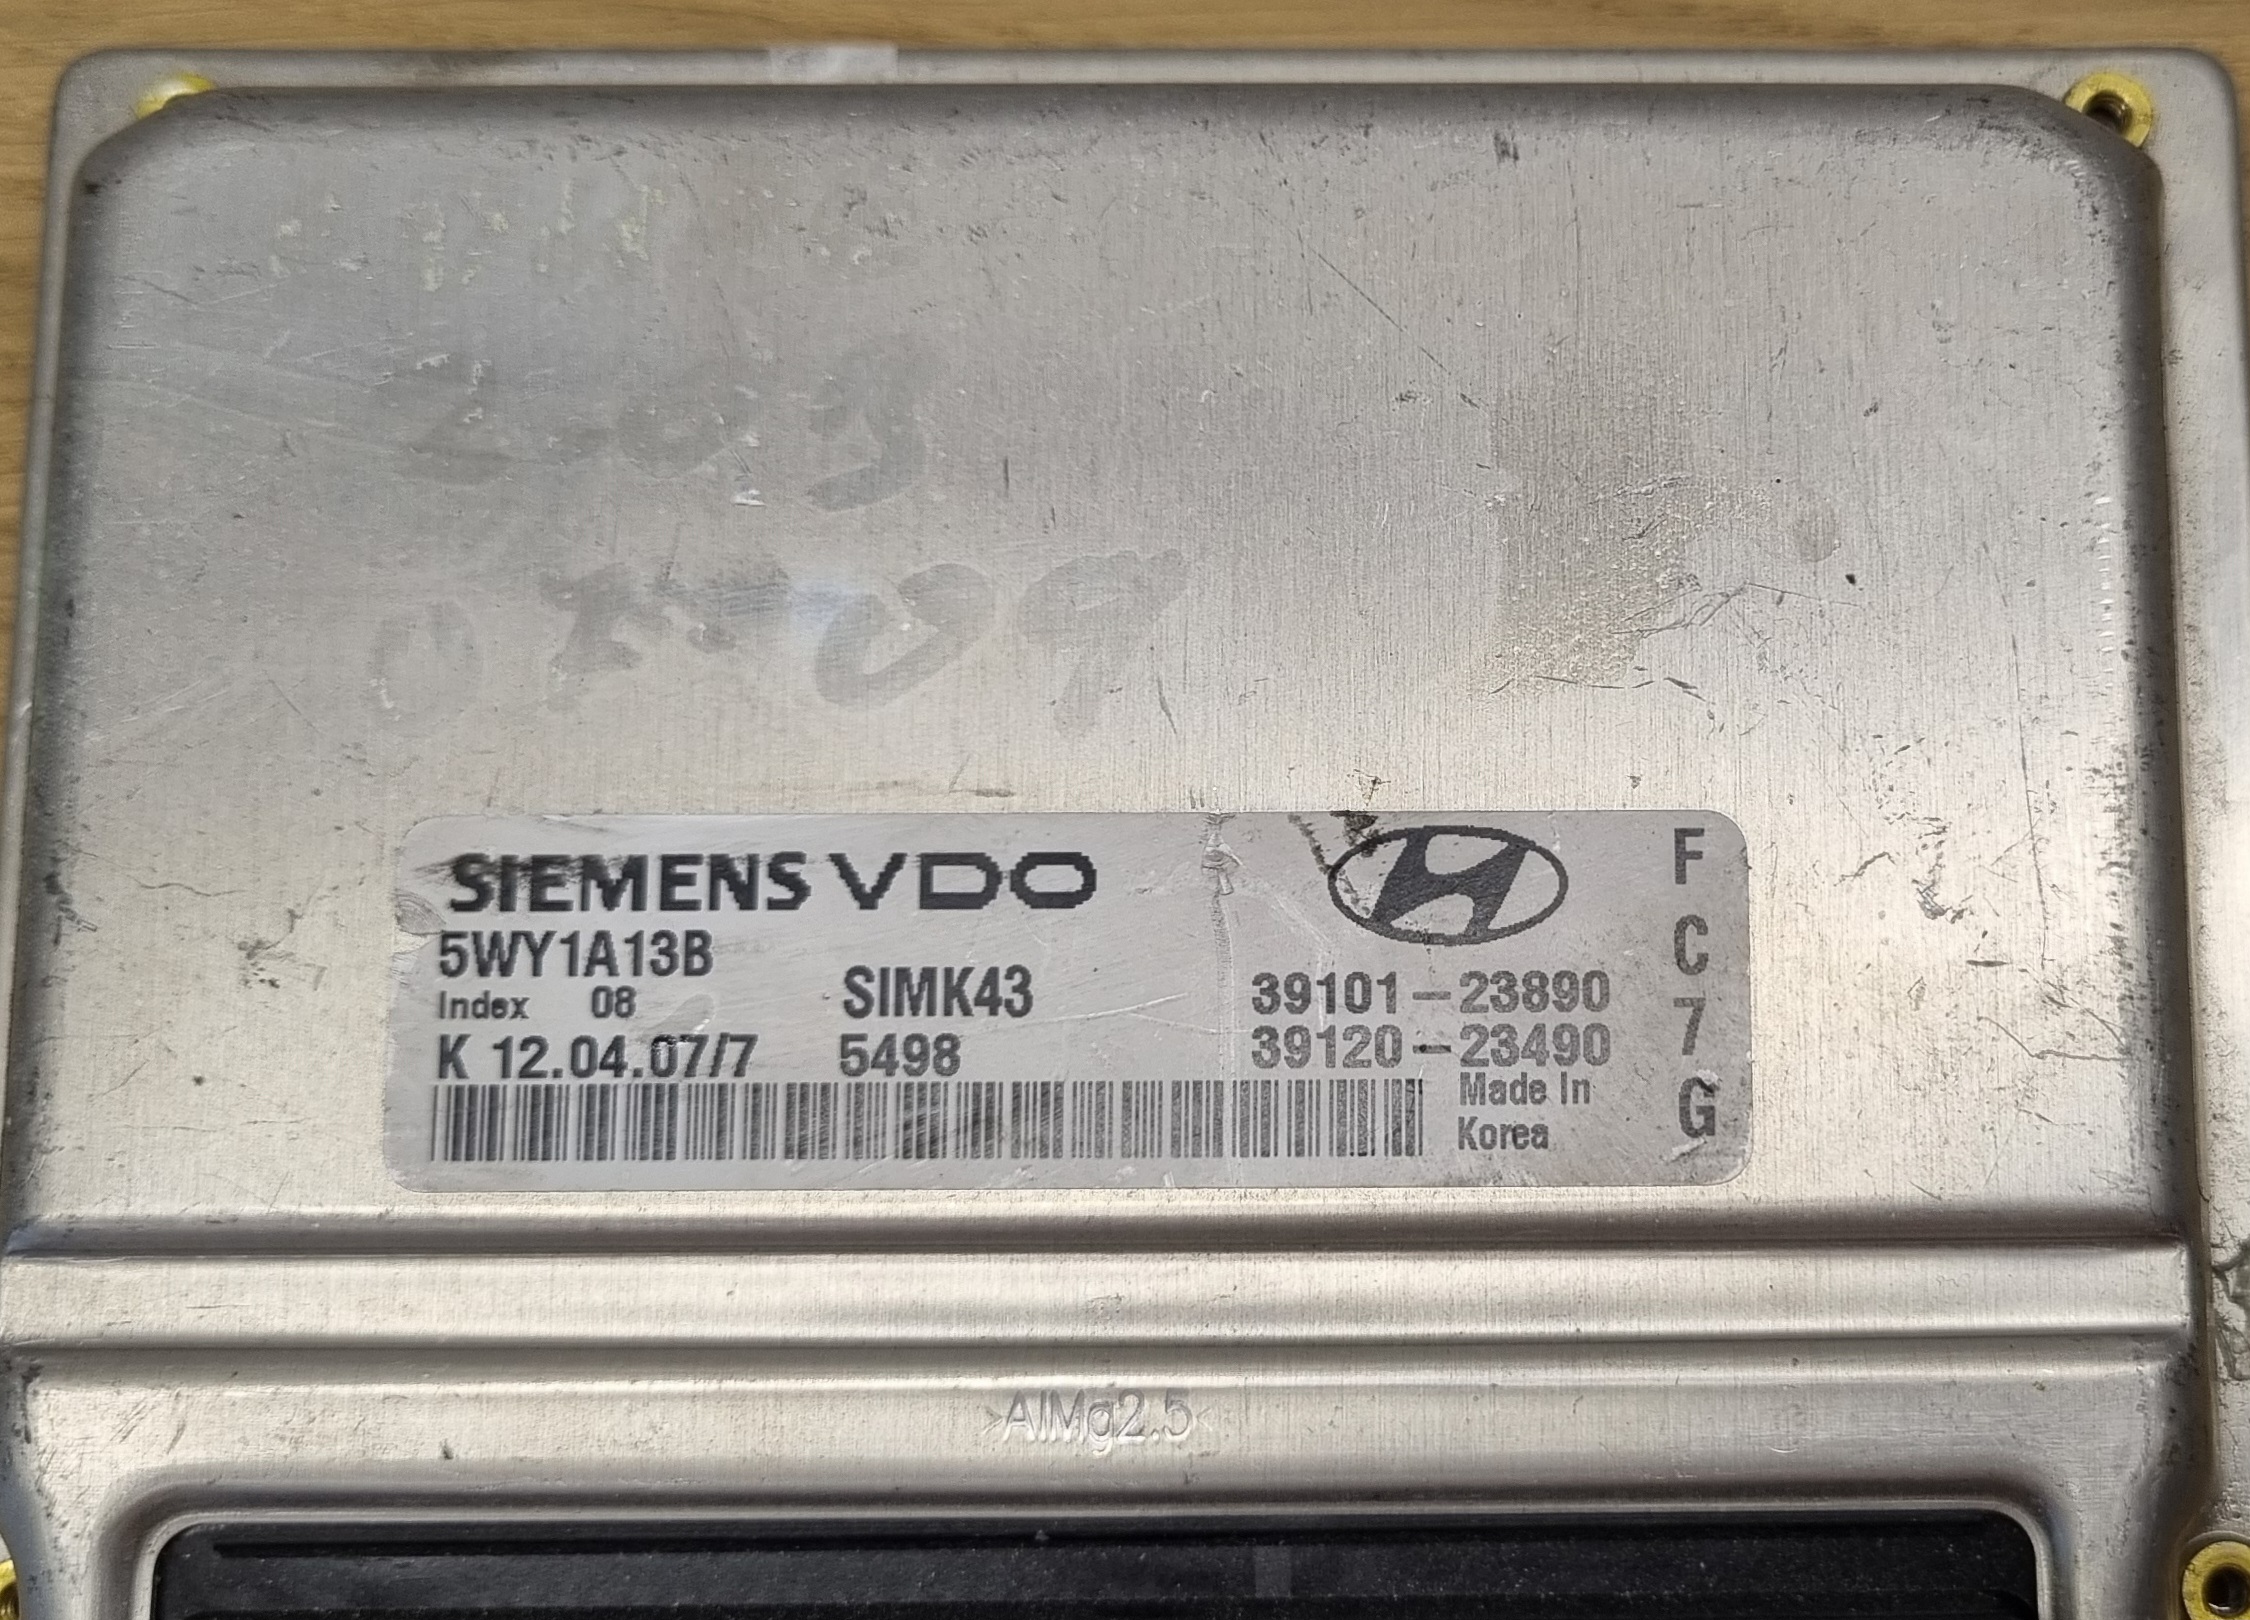 SIEMENS VDO
5WY1A13B
Index 08
SIMK43
K 12.04.07/7 5498
39101-23890
39120-23490
Made In
Korea
F
C
7
G
>AlMg2.5<